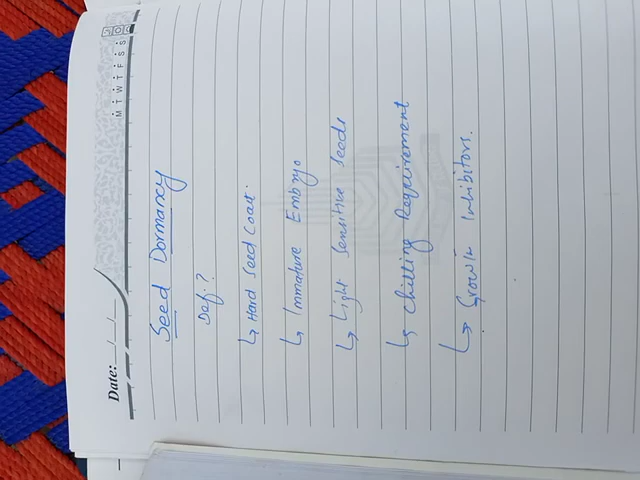 Date: _/_/_
M T W T F S S
Seed Dormancy
Def.?
↳ Hard Seed Coat.
↳ Immature Embryo
↳ Light Sensitive Seeds
↳ Chilling Requirement
↳ Growth Inhibitors.